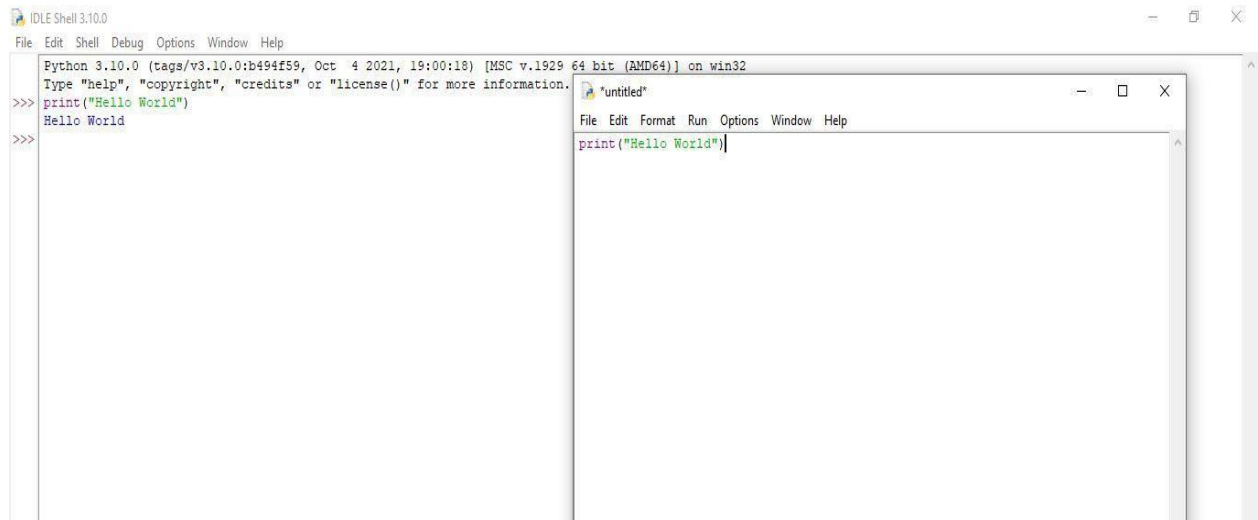 IDLE Shell 3.10.0
File Edit Shell Debug Options Window Help
Python 3.10.0 (tags/v3.10.0:b494f59, Oct  4 2021, 19:00:18) [MSC v.1929 64 bit (AMD64)] on win32
Type "help", "copyright", "credits" or "license()" for more information.
>>> print("Hello World")
Hello World
>>>
*untitled*
File Edit Format Run Options Window Help
print("Hello World")